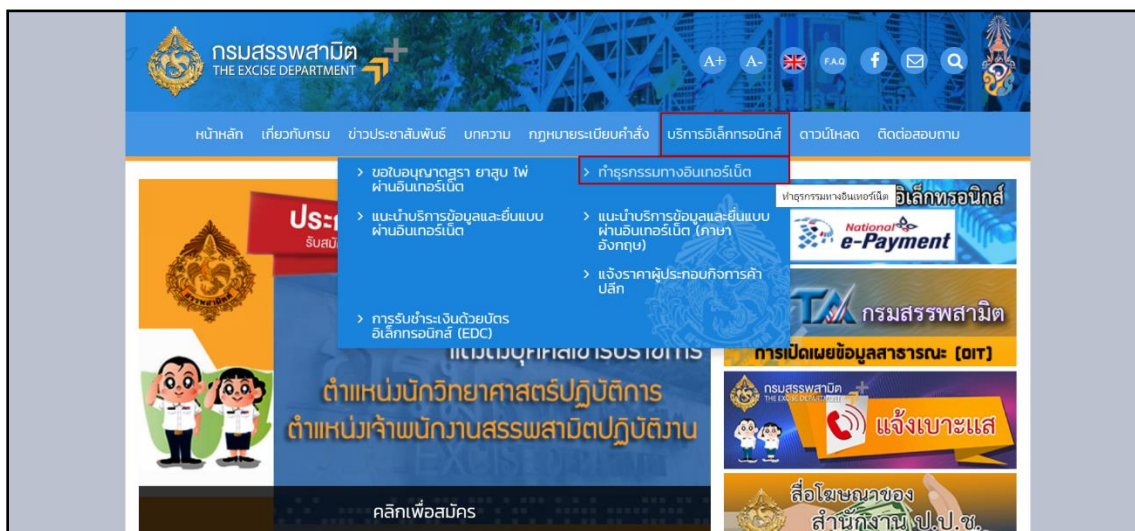 กรมสรรพสามิต
THE EXCISE DEPARTMENT
A+ A- F.A.Q
หน้าหลัก เกี่ยวกับกรม ข่าวประชาสัมพันธ์ บทความ กฎหมายระเบียบคำสั่ง บริการอิเล็กทรอนิกส์ ดาวน์โหลด ติดต่อสอบถาม
ขอใบอนุญาตสุรา ยาสูบ ไพ่
ผ่านอินเทอร์เน็ต
ทำธุรกรรมทางอินเทอร์เน็ต
ทำธุรกรรมทางอินเทอร์เน็ต
แนะนำบริการข้อมูลและยื่นแบบ
ผ่านอินเทอร์เน็ต
แนะนำบริการข้อมูลและยื่นแบบ
ผ่านอินเทอร์เน็ต (ภาษา
อังกฤษ)
แจ้งราคาผู้ประกอบกิจการค้า
ปลีก
การรับชำระเงินด้วยบัตร
อิเล็กทรอนิกส์ (EDC)
สรรพสามิต
ตำแหน่งนักวิทยาศาสตร์ปฏิบัติการ
ตำแหน่งเจ้าพนักงานสรรพสามิตปฏิบัติงาน
คลิกเพื่อสมัคร
อิเล็กทรอนิกส์
National
e-Payment
ITA กรมสรรพสามิต
การเปิดเผยข้อมูลสาธารณะ (OIT)
กรมสรรพสามิต
THE EXCISE DEPARTMENT
แจ้งเบาะแส
สื่อโฆษณาของ
สำนักงาน ป.ป.ช.